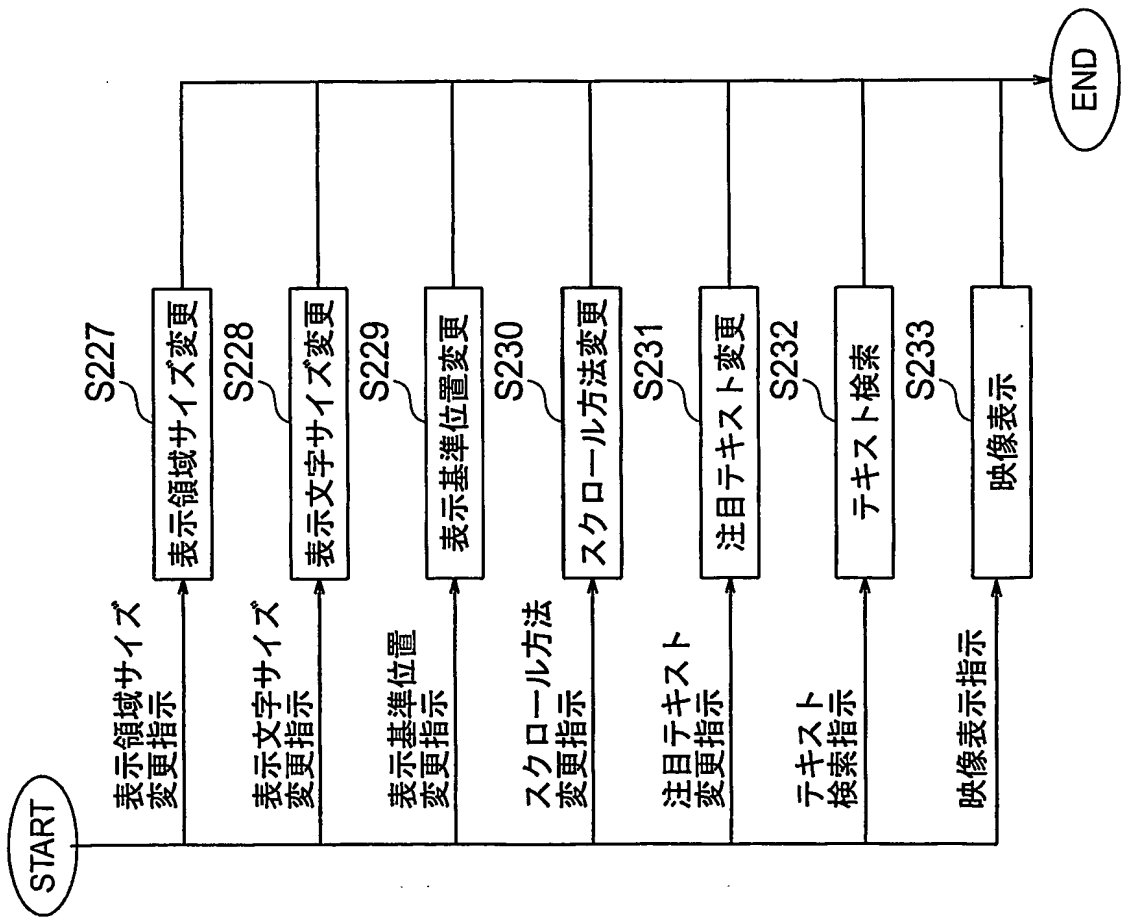 START
表示領域サイズ
変更指示
S227
表示領域サイズ変更
表示文字サイズ
変更指示
S228
表示文字サイズ変更
表示基準位置
変更指示
S229
表示基準位置変更
スクロール方法
変更指示
S230
スクロール方法変更
注目テキスト
変更指示
S231
注目テキスト変更
テキスト
検索指示
S232
テキスト検索
映像表示指示
S233
映像表示
END